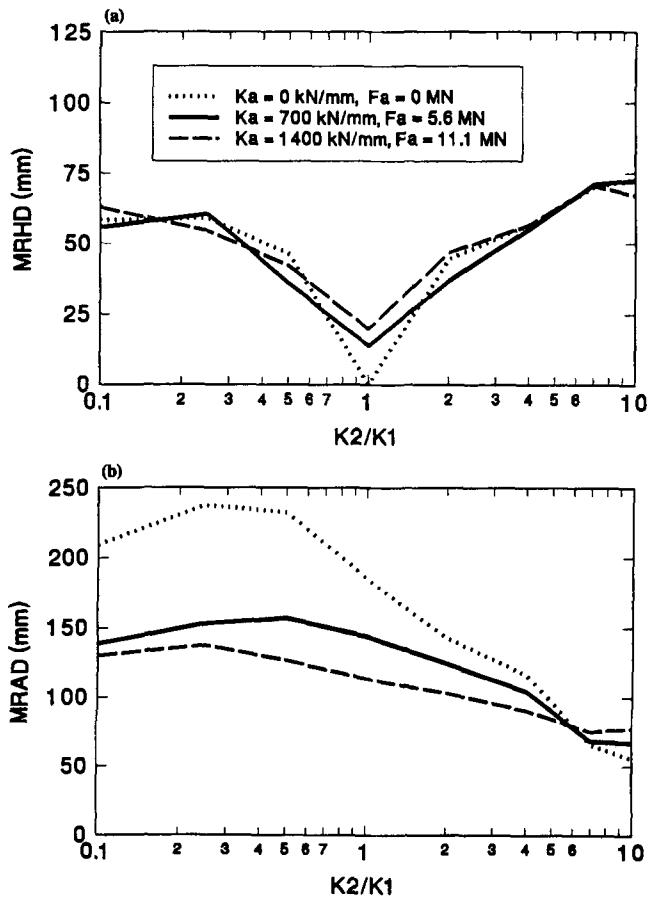 (a)
125
100
75
50
25
0
MRHD (mm)
Ka = 0 kN/mm, Fa = 0 MN
Ka = 700 kN/mm, Fa = 5.6 MN
Ka = 1400 kN/mm, Fa = 11.1 MN
0.1 2 3 4 5 6 7 1 2 3 4 5 6 10
K2/K1
(b)
250
200
150
100
50
0
MRAD (mm)
0.1 2 3 4 5 6 7 1 2 3 4 5 6 10
K2/K1